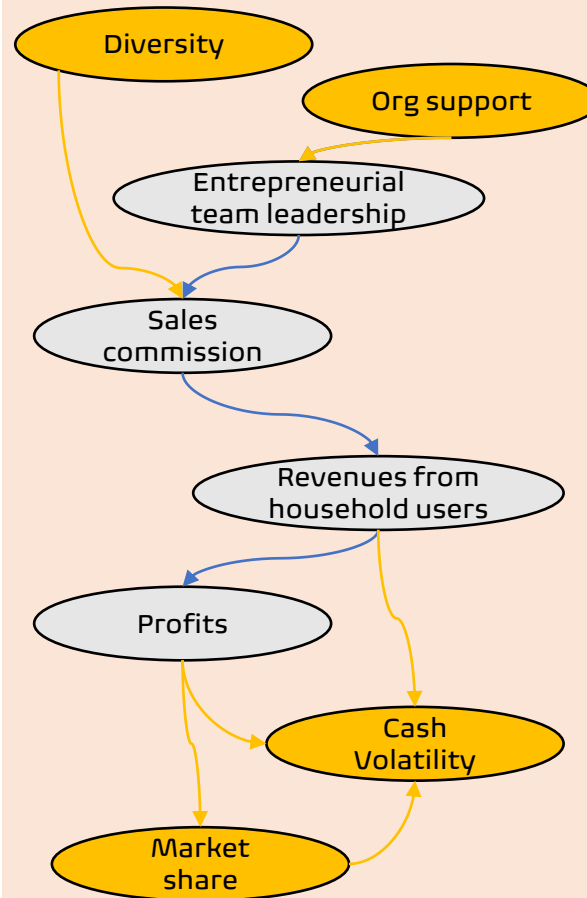 Diversity
Org support
Entrepreneurial
team leadership
Sales
commission
Revenues from
household users
Profits
Cash
Volatility
Market
share